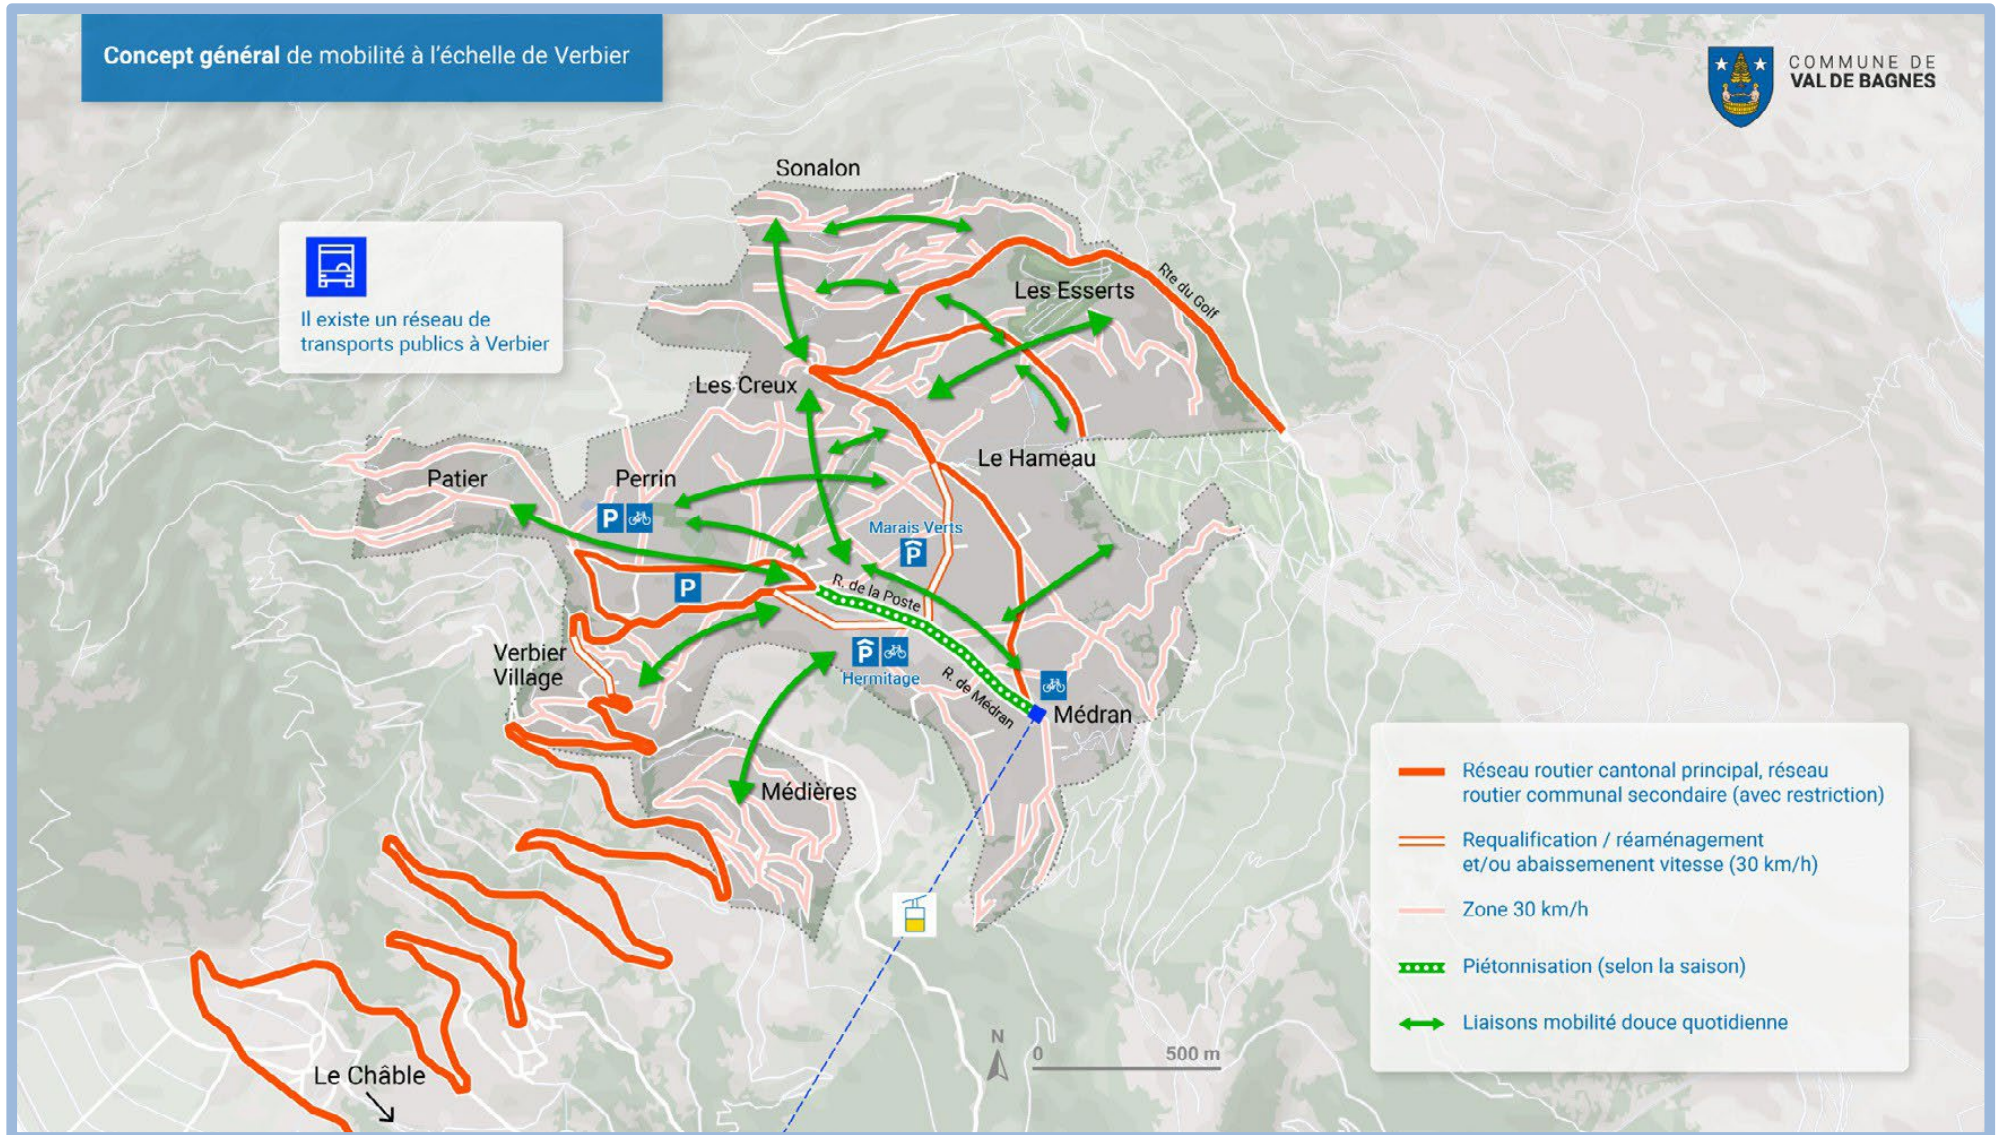 Concept général de mobilité à l'échelle de Verbier
COMMUNE DE
VAL DE BAGNES
Sonalon
Il existe un réseau de
transports publics à Verbier
Les Esserts
Rte du Golf
Les Creux
Le Hameau
Patier
Perrin
P
Marais Verts
P
P
R. de la Poste
Verbier
Village
P
Hermitage
R. de Médran
Médran
Médières
Réseau routier cantonal principal, réseau
routier communal secondaire (avec restriction)
Requalification / réaménagement
et/ou abaissemenent vitesse (30 km/h)
Zone 30 km/h
Piétonnisation (selon la saison)
Liaisons mobilité douce quotidienne
N
0 500 m
Le Châble